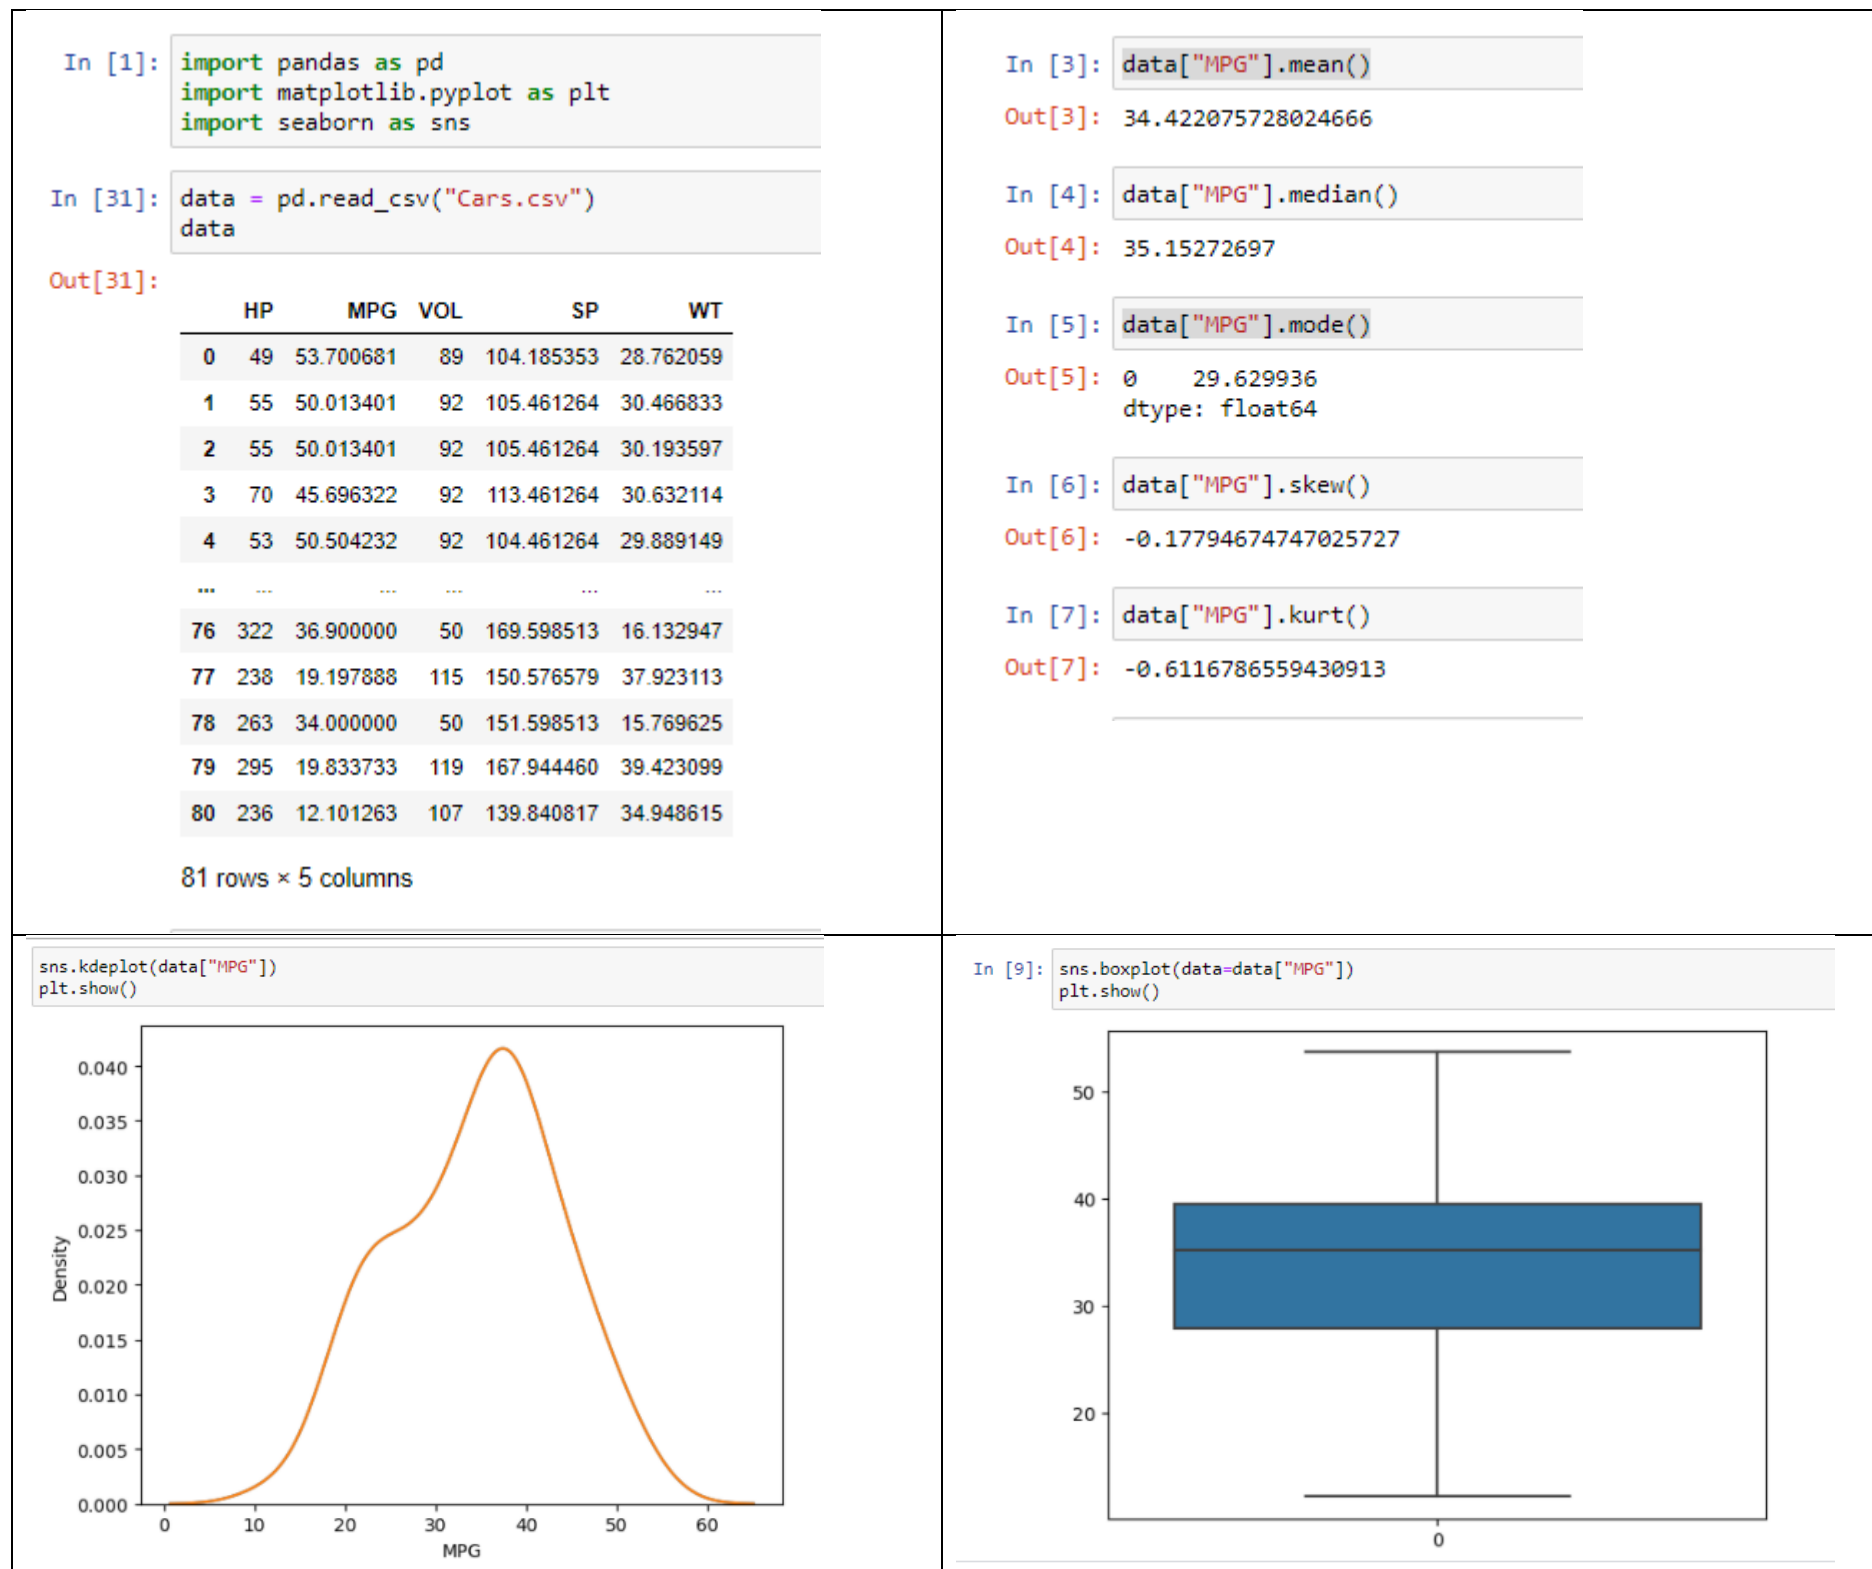 In [1]: import pandas as pd
import matplotlib.pyplot as plt
import seaborn as sns
In [31]: data = pd.read_csv("Cars.csv")
data
Out[31]:
HP MPG VOL SP WT
0 49 53.700681 89 104.185353 28.762059
1 55 50.013401 92 105.461264 30.466833
2 55 50.013401 92 105.461264 30.193597
3 70 45.696322 92 113.461264 30.632114
4 53 50.504232 92 104.461264 29.889149
... ... ... ... ... ...
76 322 36.900000 50 169.598513 16.132947
77 238 19.197888 115 150.576579 37.923113
78 263 34.000000 50 151.598513 15.769625
79 295 19.833733 119 167.944460 39.423099
80 236 12.101263 107 139.840817 34.948615
81 rows × 5 columns
In [3]: data["MPG"].mean()
Out[3]: 34.422075728024666
In [4]: data["MPG"].median()
Out[4]: 35.15272697
In [5]: data["MPG"].mode()
Out[5]: 0 29.629936
dtype: float64
In [6]: data["MPG"].skew()
Out[6]: -0.17794674747025727
In [7]: data["MPG"].kurt()
Out[7]: -0.6116786559430913
sns.kdeplot(data["MPG"])
plt.show()
0.040
0.035
0.030
0.025
0.020
0.015
0.010
0.005
0.000
Density
0 10 20 30 40 50 60
MPG
In [9]: sns.boxplot(data=data["MPG"])
plt.show()
50
40
30
20
0